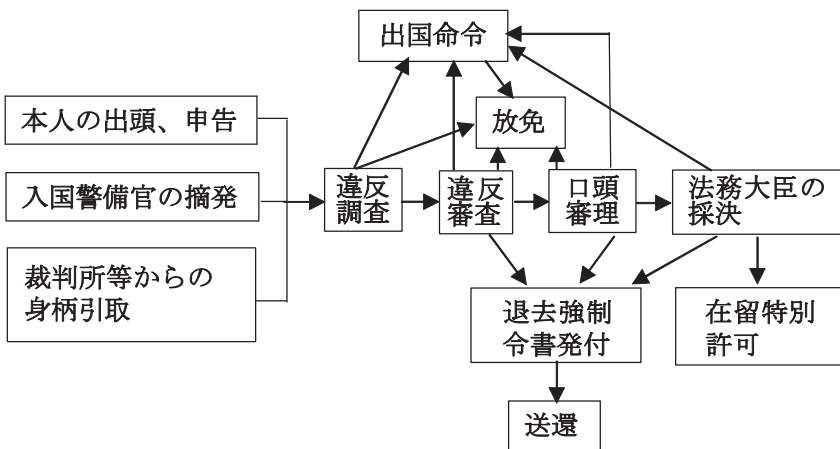 出国命令
放免
本人の出頭、申告
入国警備官の摘発
裁判所等からの
身柄引取
違反
調査
違反
審査
口頭
審理
法務大臣の
採決
退去強制
令書発付
在留特別
許可
送還